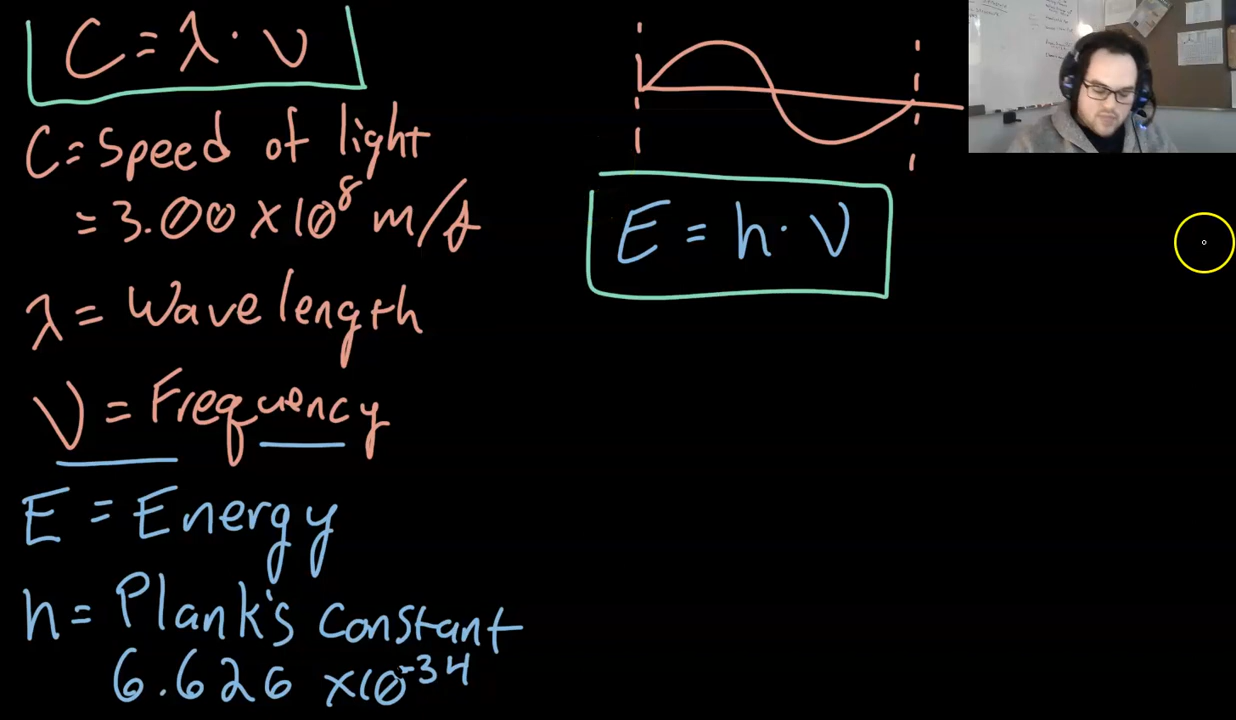 C = λ · ν
C = Speed of light
= 3.00 × 10⁸ m/s
λ = Wavelength
ν = Frequency
E = Energy
h = Plank's constant
6.626 ×10⁻³⁴
E = h · ν